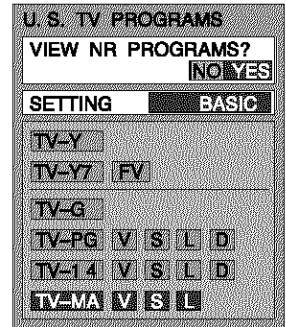 U. S. TV PROGRAMS
VIEW NR PROGRAMS?
NO YES
SETTING BASIC
TV–Y
TV–Y7 FV
TV–G
TV–PG V S L D
TV–14 V S L D
TV–MA V S L